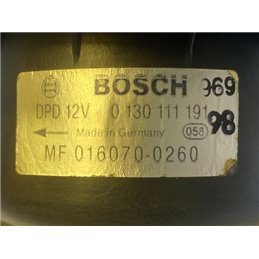 BOSCH 969
DPD 12V 0 130 111 191
Made in Germany 058 98
MF 016070-0260